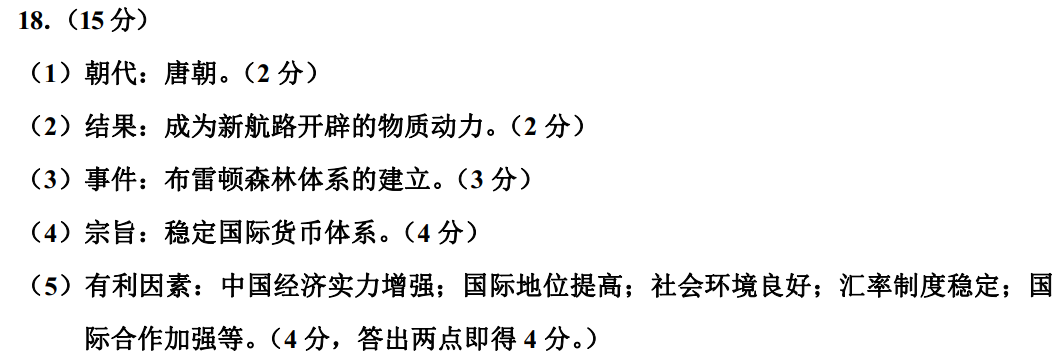 18.（15 分）
（1）朝代：唐朝。（2 分）
（2）结果：成为新航路开辟的物质动力。（2 分）
（3）事件：布雷顿森林体系的建立。（3 分）
（4）宗旨：稳定国际货币体系。（4 分）
（5）有利因素：中国经济实力增强；国际地位提高；社会环境良好；汇率制度稳定；国
际合作加强等。（4 分，答出两点即得 4 分。）